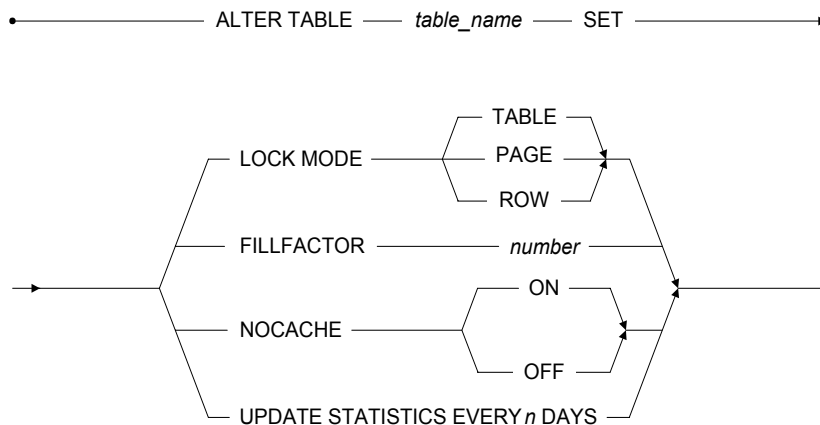 ALTER TABLE table_name SET
TABLE
LOCK MODE PAGE
ROW
FILLFACTOR number
ON
NOCACHE
OFF
UPDATE STATISTICS EVERY n DAYS